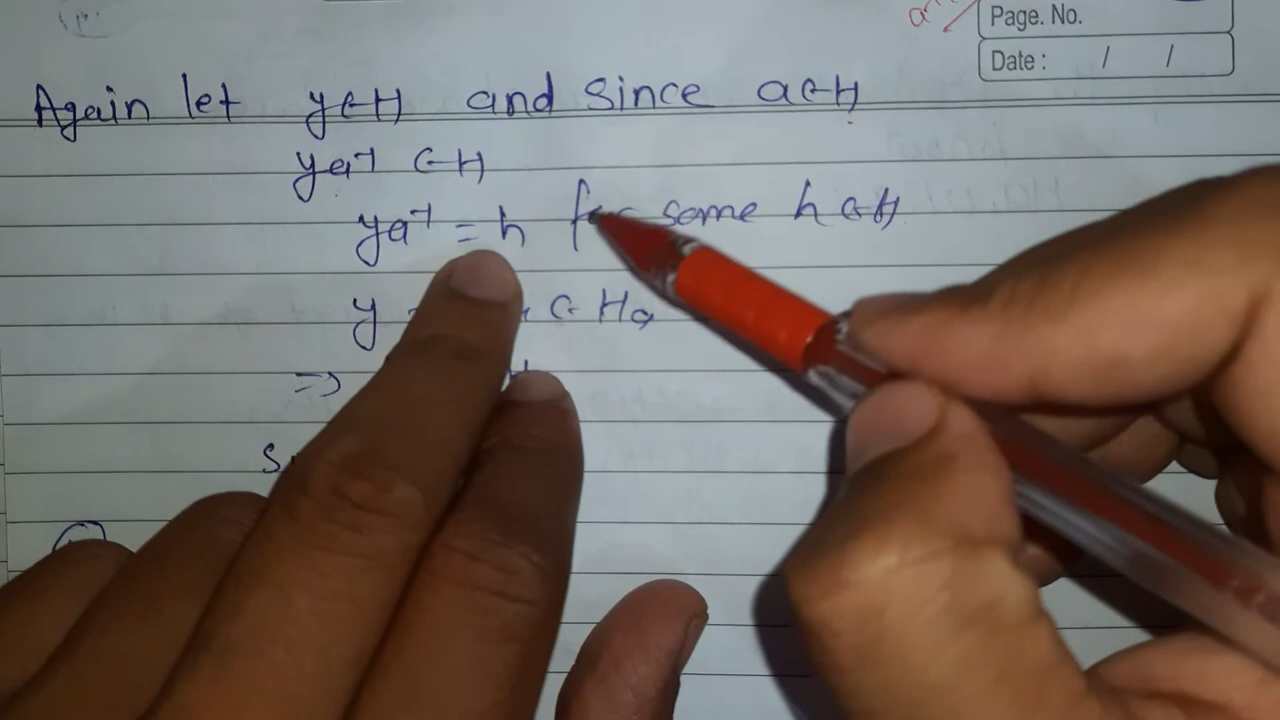 Page. No.
Date : / /
Again let y∈H and since a∈H
ya⁻¹ ∈ H
ya⁻¹ = h for some h ∈ H
y ∈ Ha
⇒